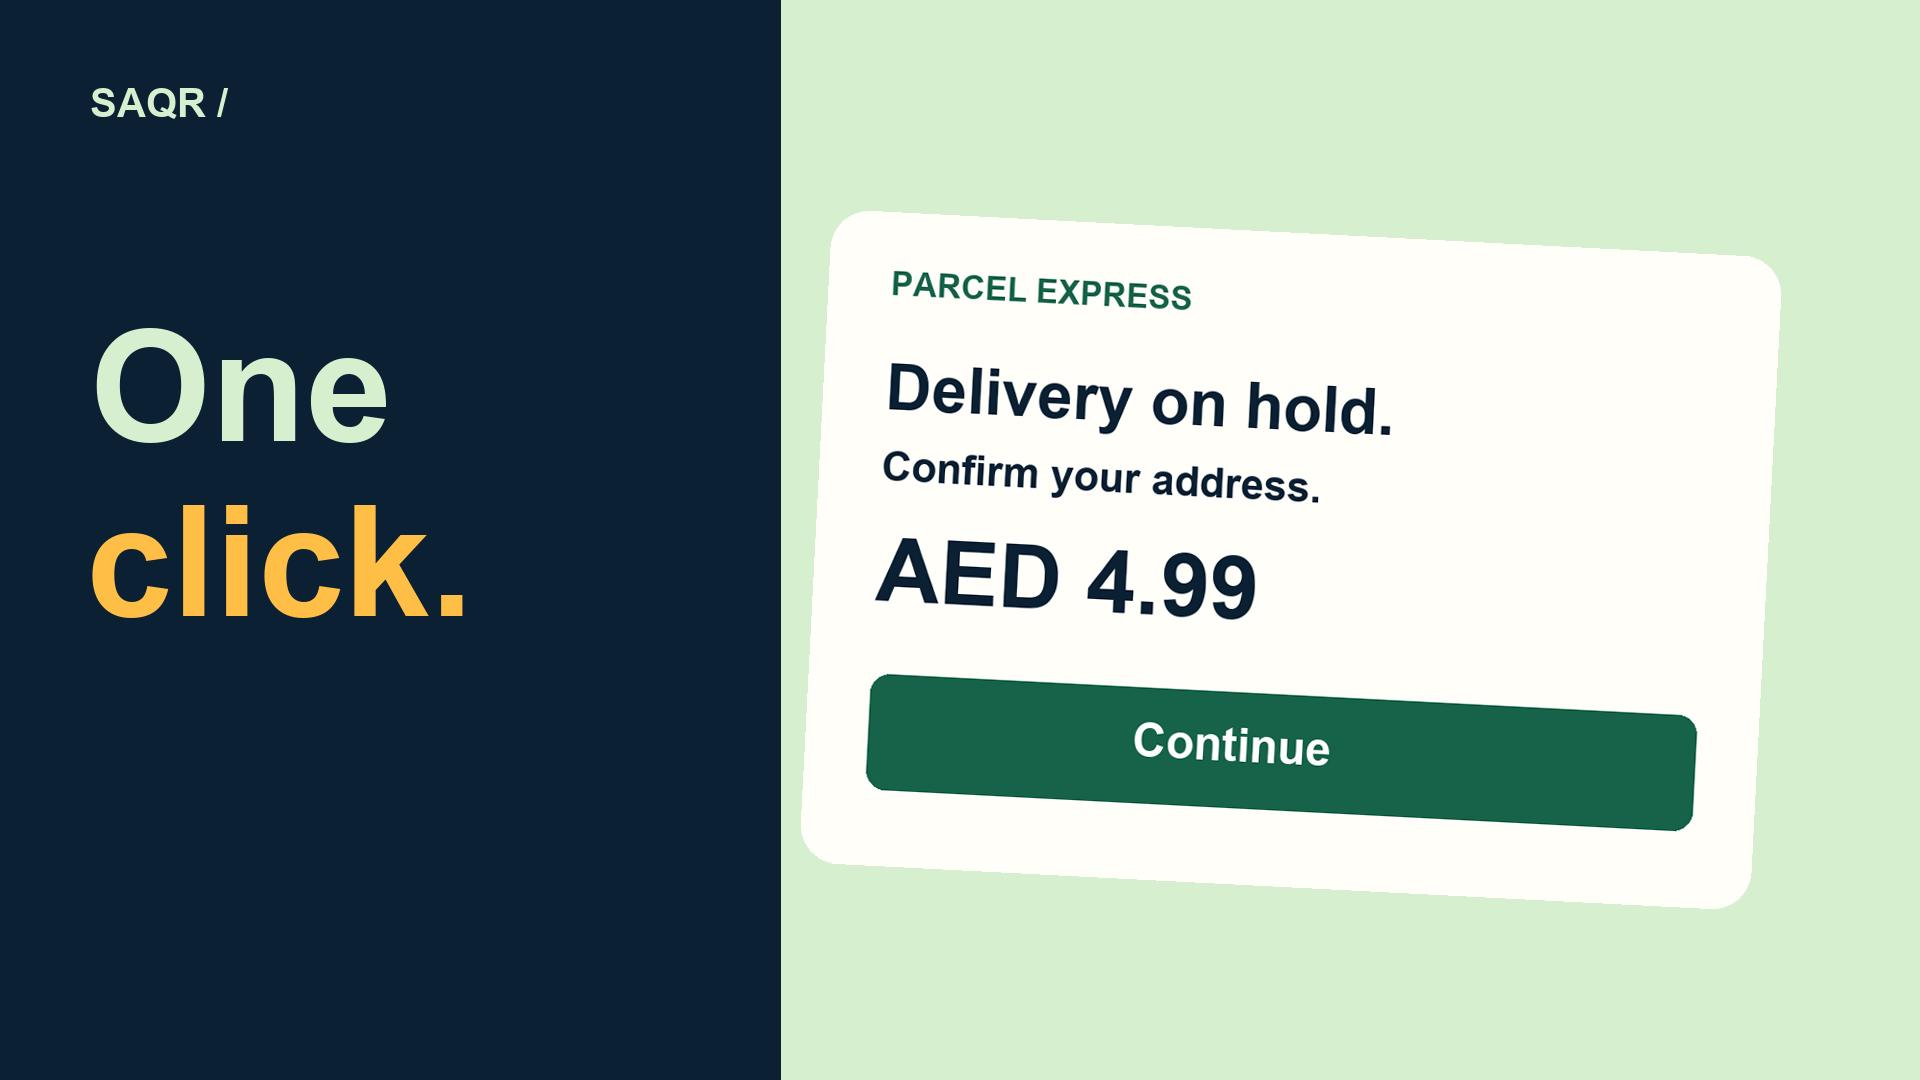 SAQR /
One
click.
PARCEL EXPRESS
Delivery on hold.
Confirm your address.
AED 4.99
Continue